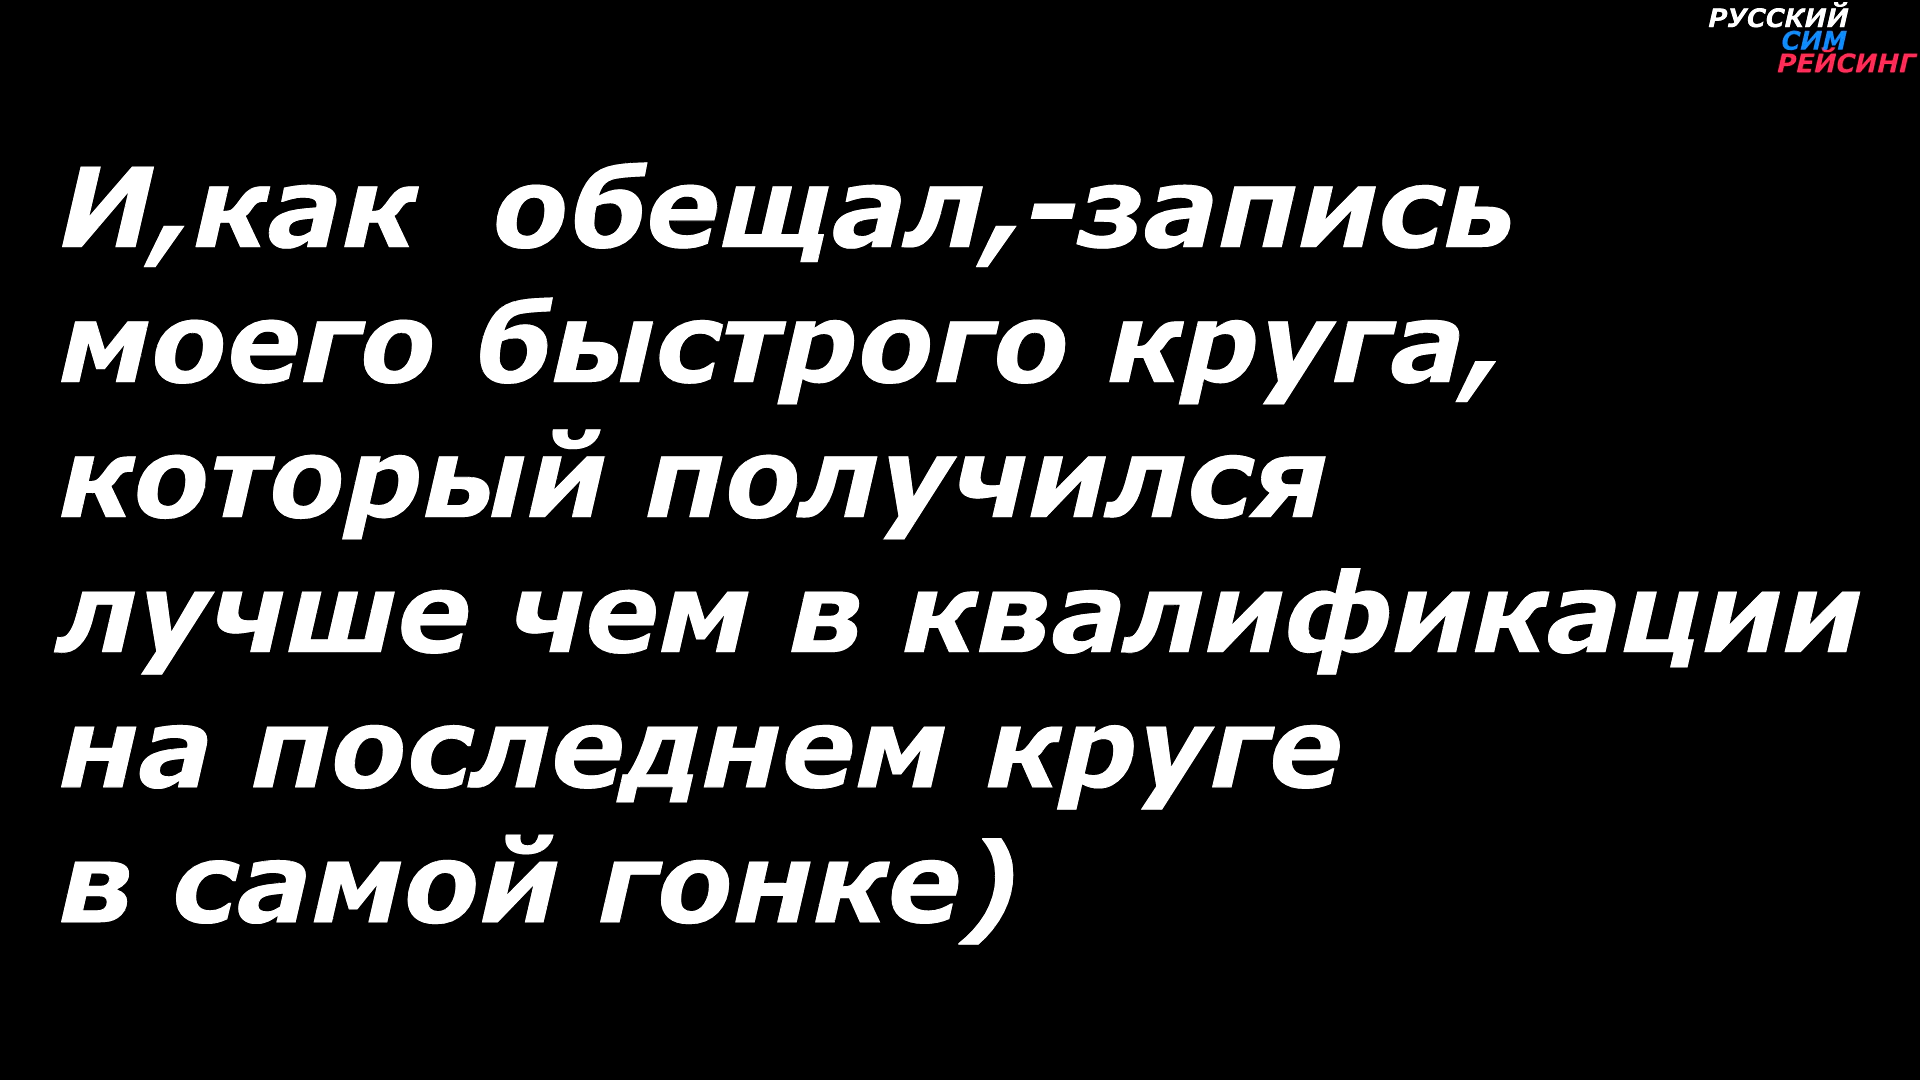 РУССКИЙ
СИМ
РЕЙСИНГ
И,как  обещал,-запись
моего быстрого круга,
который получился
лучше чем в квалификации
на последнем круге
в самой гонке)